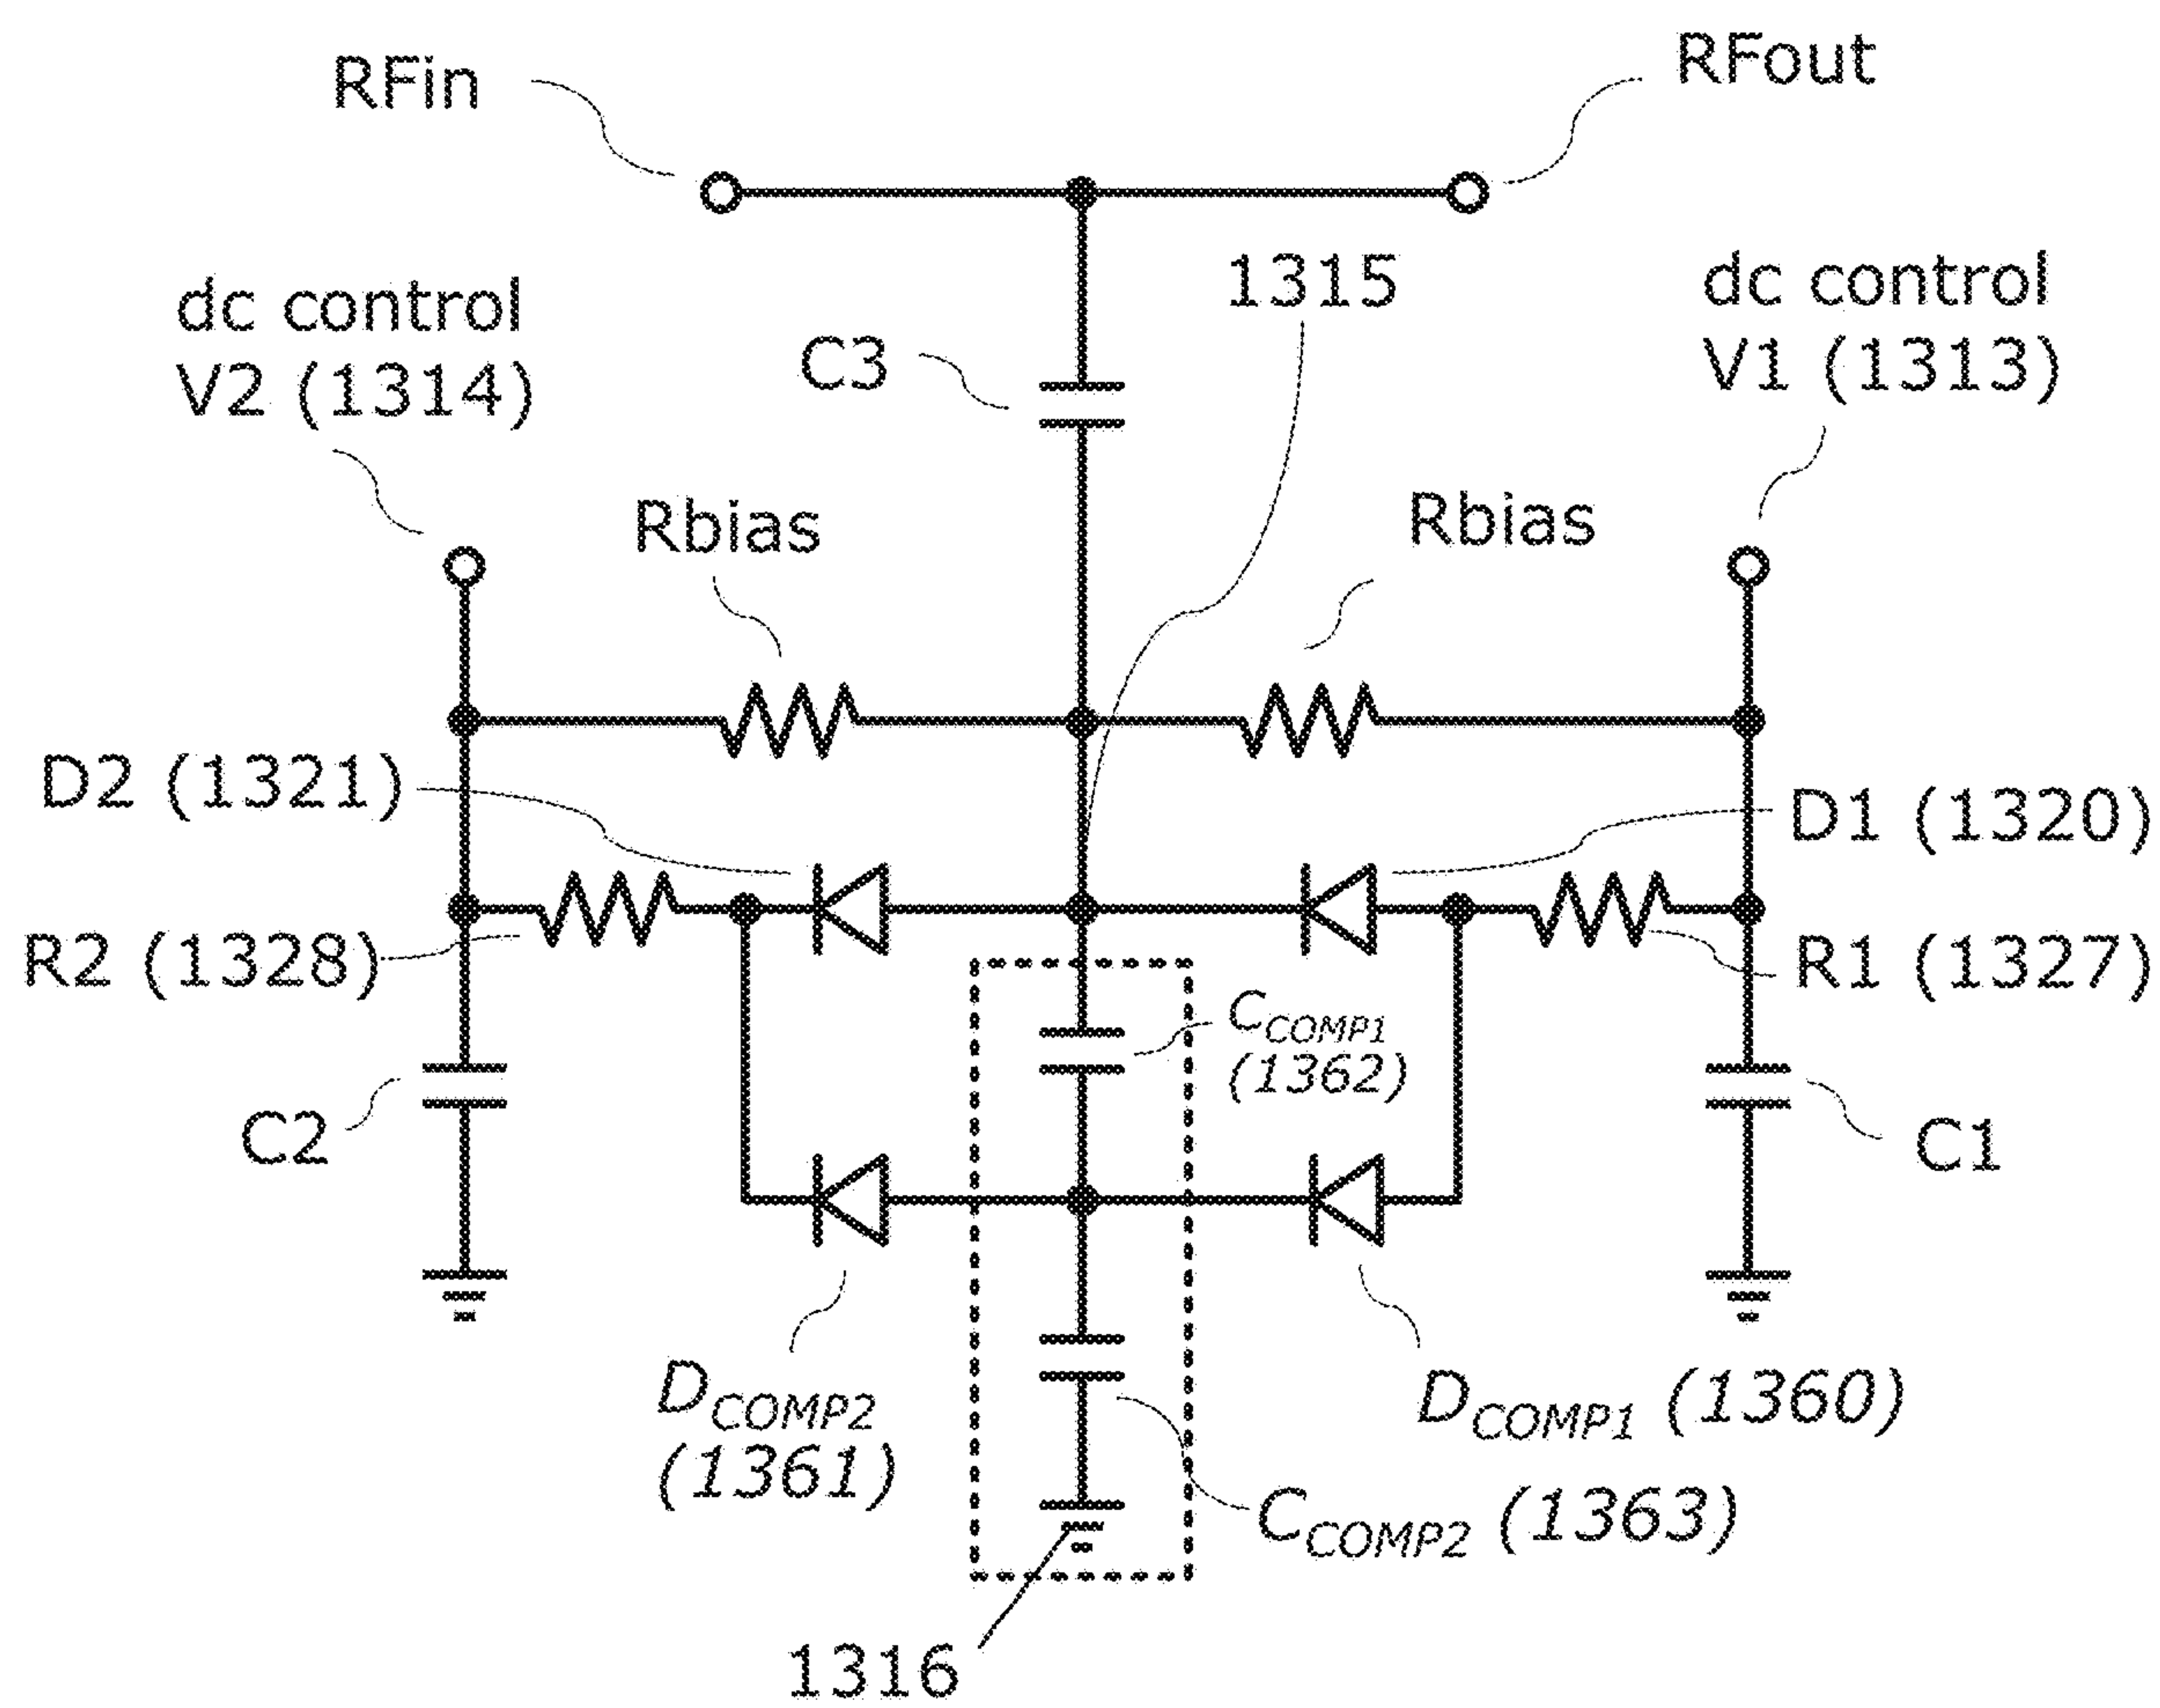 RFin
RFout
dc control
V2 (1314)
C3
1315
dc control
V1 (1313)
Rbias
Rbias
D2 (1321)
D1 (1320)
R2 (1328)
R1 (1327)
CCOMP1
(1362)
C2
C1
DCOMP2
(1361)
DCOMP1 (1360)
CCOMP2 (1363)
1316